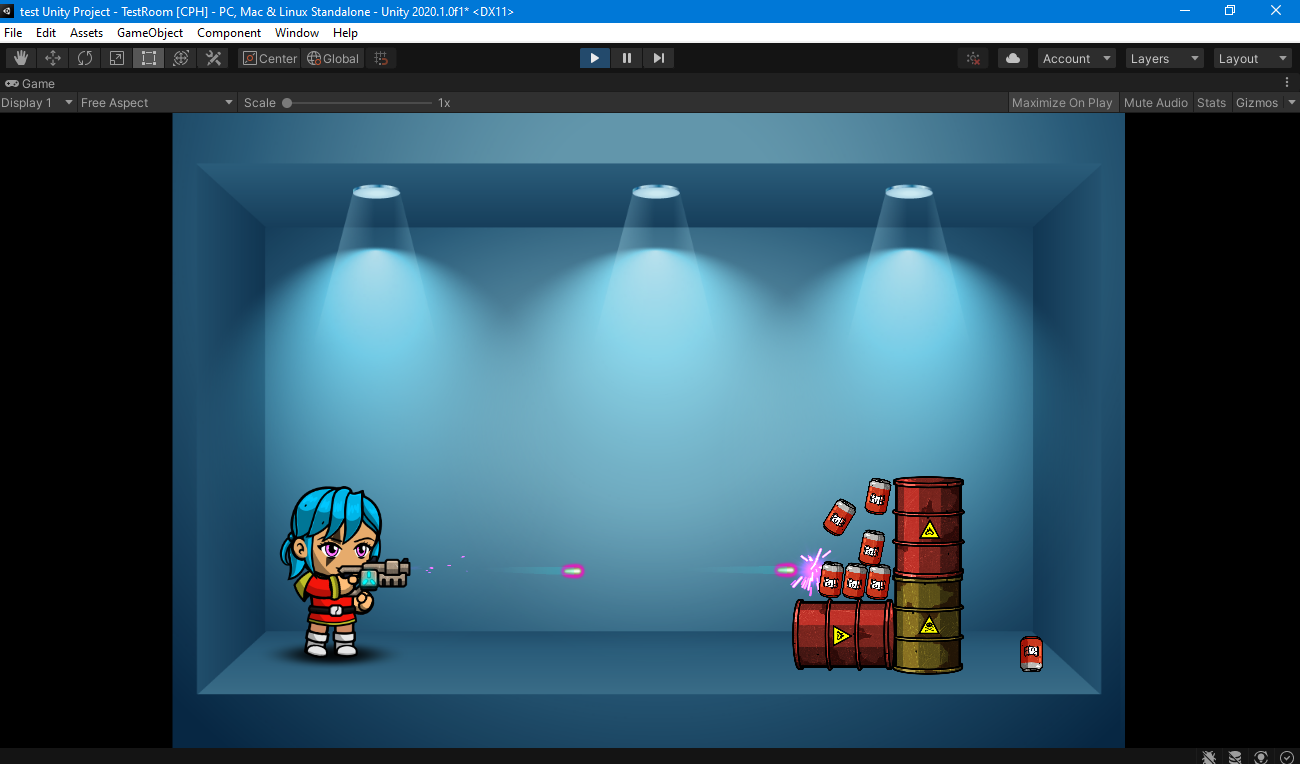 test Unity Project - TestRoom [CPH] - PC, Mac & Linux Standalone - Unity 2020.1.0f1* <DX11>
File Edit Assets GameObject Component Window Help
Center Global Account Layers Layout
Game
Display 1 Free Aspect Scale 1x Maximize On Play Mute Audio Stats Gizmos